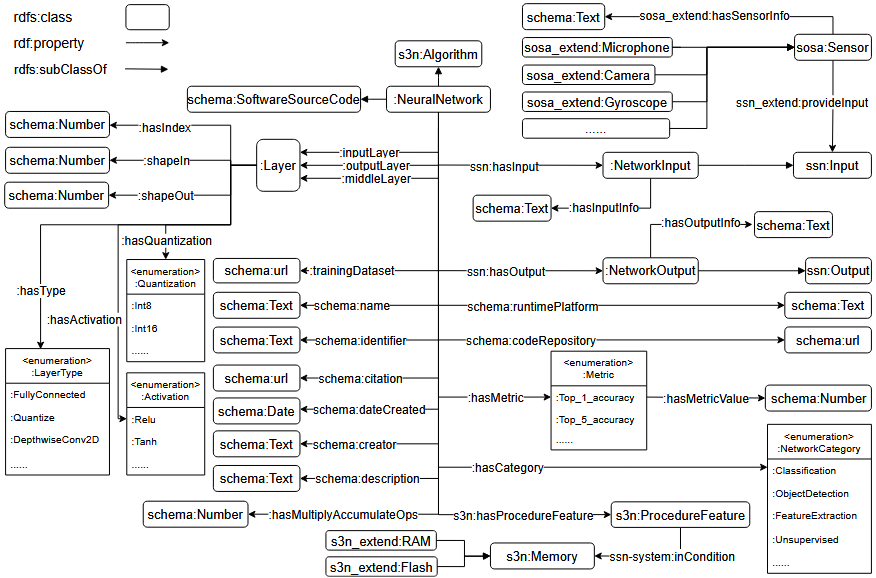 rdfs:class
rdf:property
rdfs:subClassOf
schema:Text
sosa_extend:hasSensorInfo
s3n:Algorithm
sosa_extend:Microphone
sosa:Sensor
sosa_extend:Camera
schema:SoftwareSourceCode
:NeuralNetwork
sosa_extend:Gyroscope
ssn_extend:provideInput
......
schema:Number
:hasIndex
:inputLayer
schema:Number
:shapeIn
:Layer
:outputLayer
ssn:hasInput
:NetworkInput
ssn:Input
:middleLayer
schema:Number
:shapeOut
schema:Text
:hasInputInfo
:hasOutputInfo
schema:Text
:hasQuantization
<enumeration>
:Quantization
:Int8
:Int16
......
schema:url
:trainingDataset
ssn:hasOutput
:NetworkOutput
ssn:Output
:hasType
schema:Text
schema:name
schema:runtimePlatform
schema:Text
:hasActivation
schema:Text
schema:identifier
schema:codeRepository
schema:url
<enumeration>
:LayerType
:FullyConnected
:Quantize
:DepthwiseConv2D
......
<enumeration>
:Activation
:Relu
:Tanh
......
schema:url
schema:citation
<enumeration>
:Metric
:Top_1_accuracy
:Top_5_accuracy
......
:hasMetric
:hasMetricValue
schema:Number
schema:Date
schema:dateCreated
schema:Text
schema:creator
<enumeration>
:NetworkCategory
:Classification
:ObjectDetection
:FeatureExtraction
:Unsupervised
......
:hasCategory
schema:Text
schema:description
schema:Number
:hasMultiplyAccumulateOps
s3n:hasProcedureFeature
s3n:ProcedureFeature
s3n_extend:RAM
s3n:Memory
ssn-system:inCondition
s3n_extend:Flash